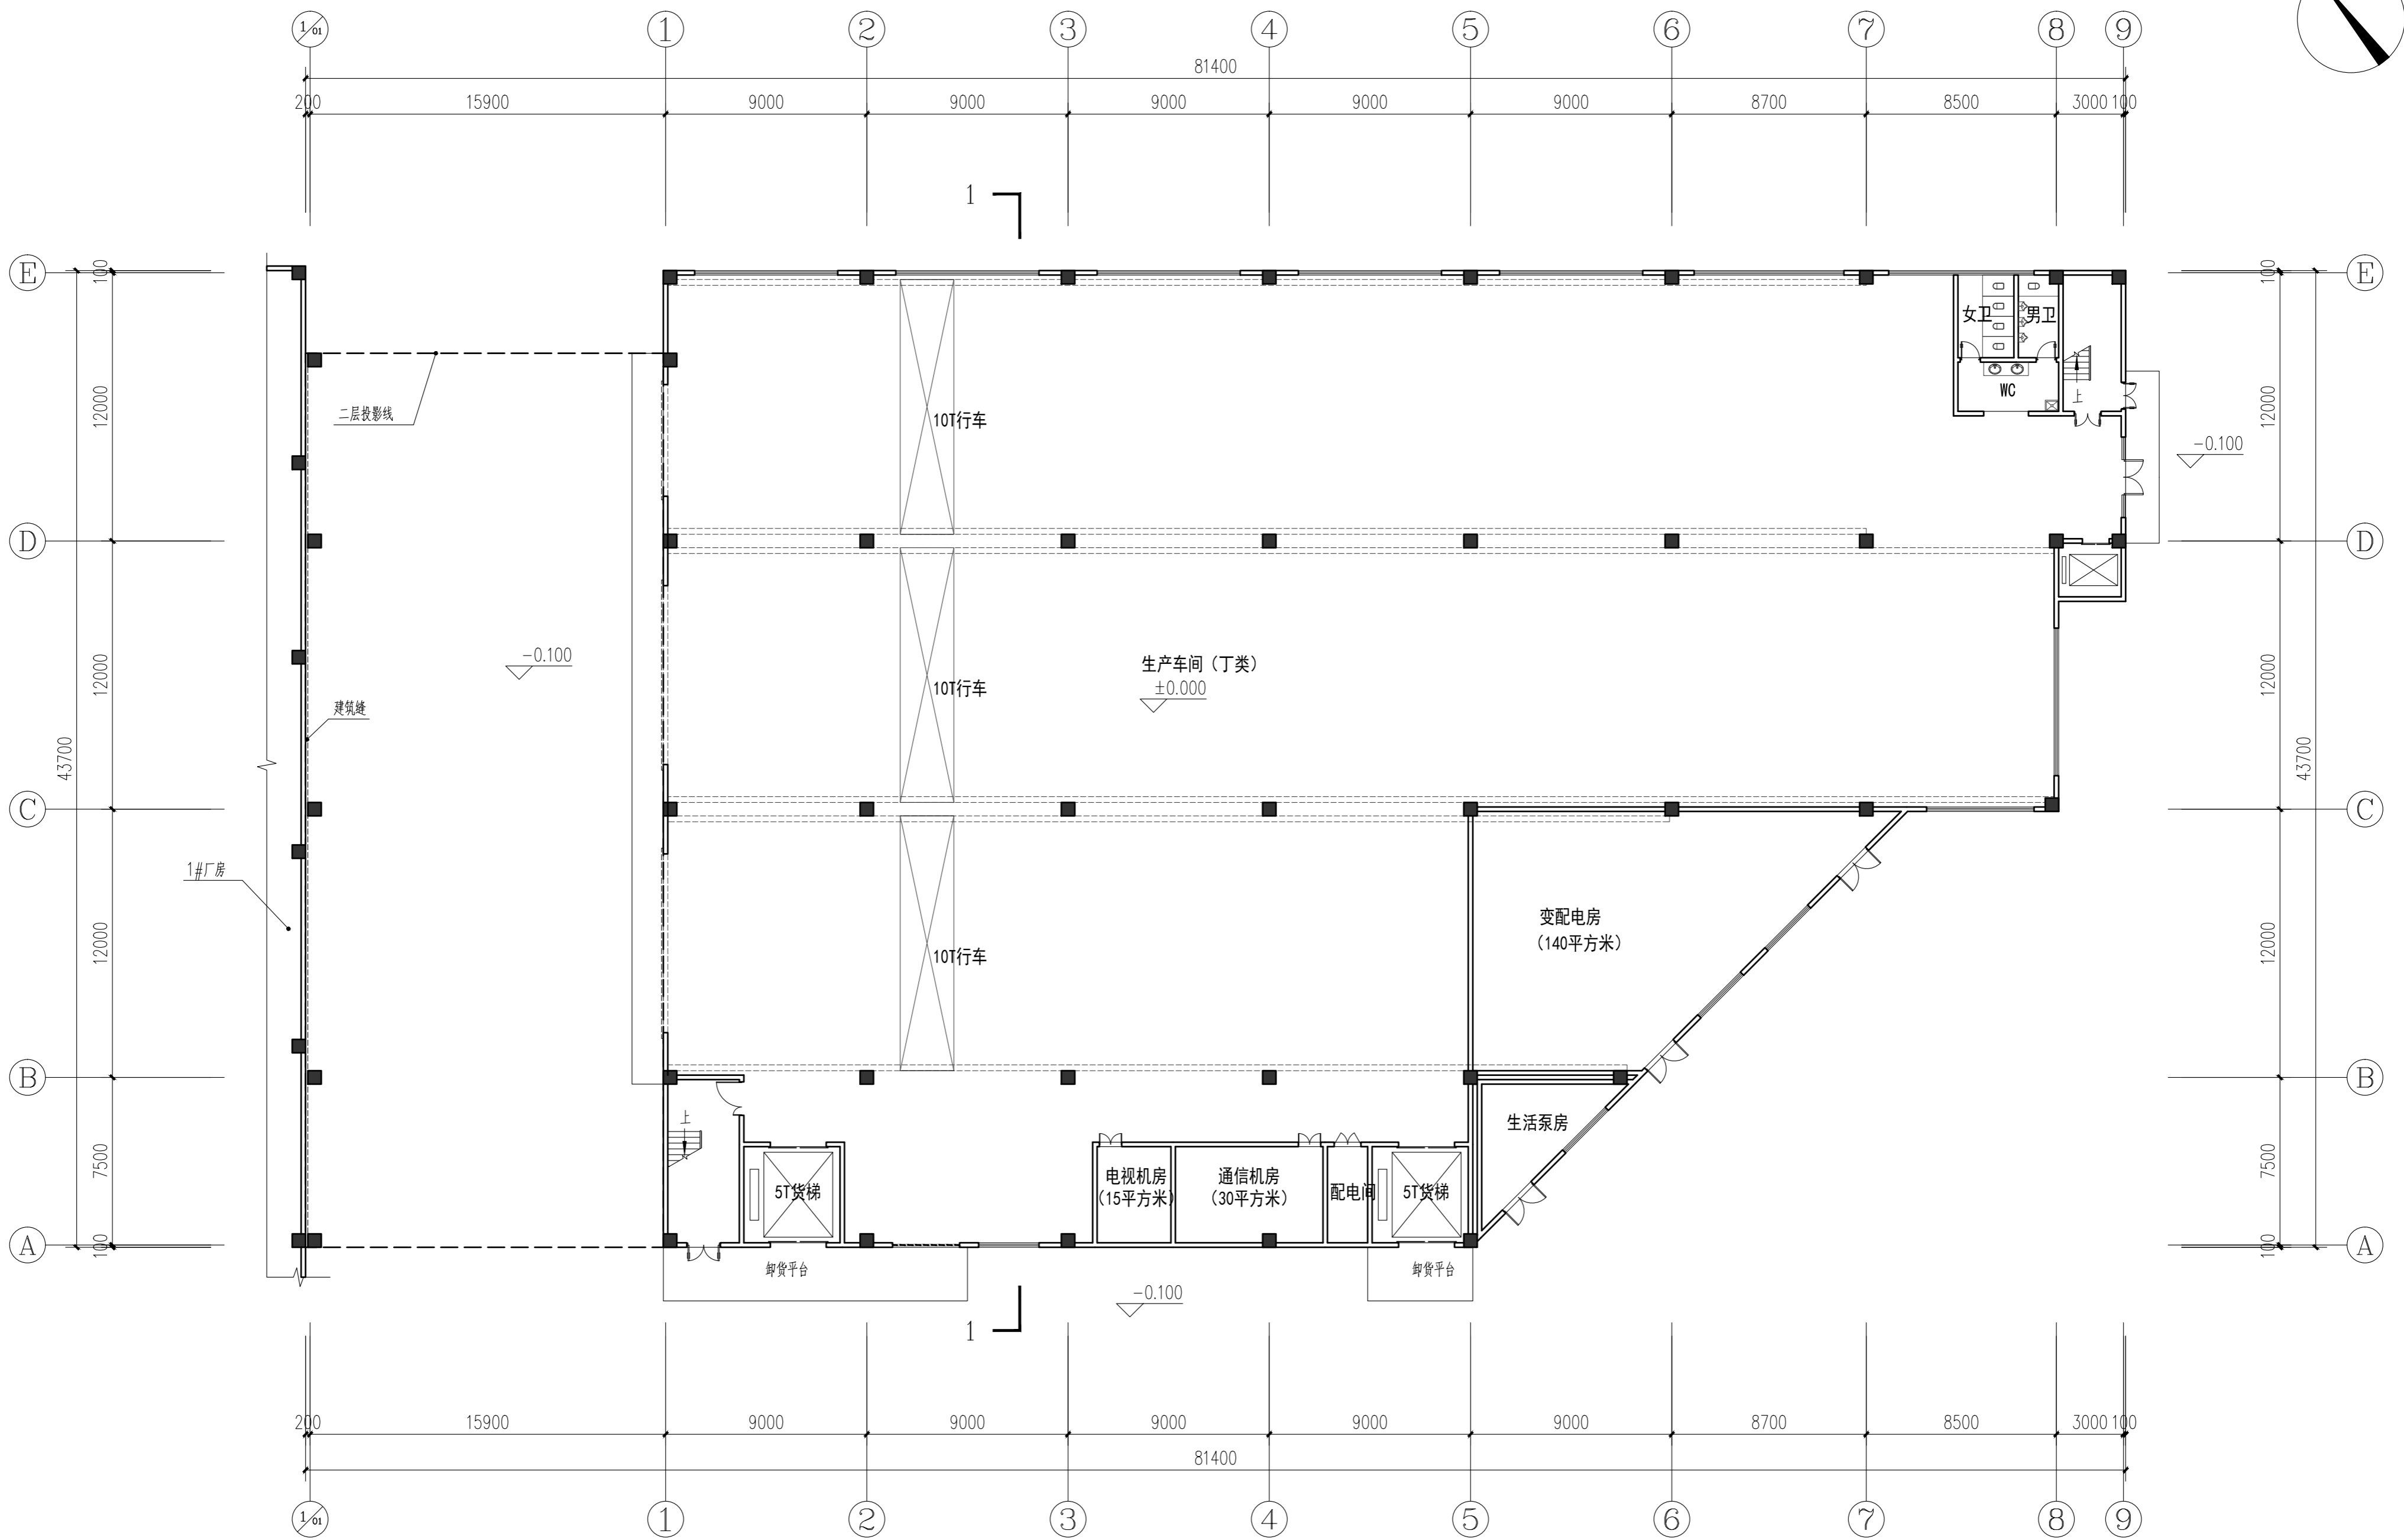 1/01 1 2 3 4 5 6 7 8 9
81400
200 15900 9000 9000 9000 9000 9000 8700 8500 3000 100
1
E 100 100 E
女卫 男卫
WC
上
二层投影线
12000 10T行车 12000
-0.100
D D
-0.100
生产车间（丁类）
±0.000
12000 10T行车 12000
建筑缝
43700 43700
C C
1#厂房
变配电房
（140平方米）
12000 10T行车 12000
B B
上
生活泵房
7500 7500
5T货梯
电视机房
（15平方米）
通信机房
（30平方米）
配电间
5T货梯
A 100 100 A
卸货平台 卸货平台
-0.100
1
200 15900 9000 9000 9000 9000 9000 8700 8500 3000 100
81400
1/01 1 2 3 4 5 6 7 8 9